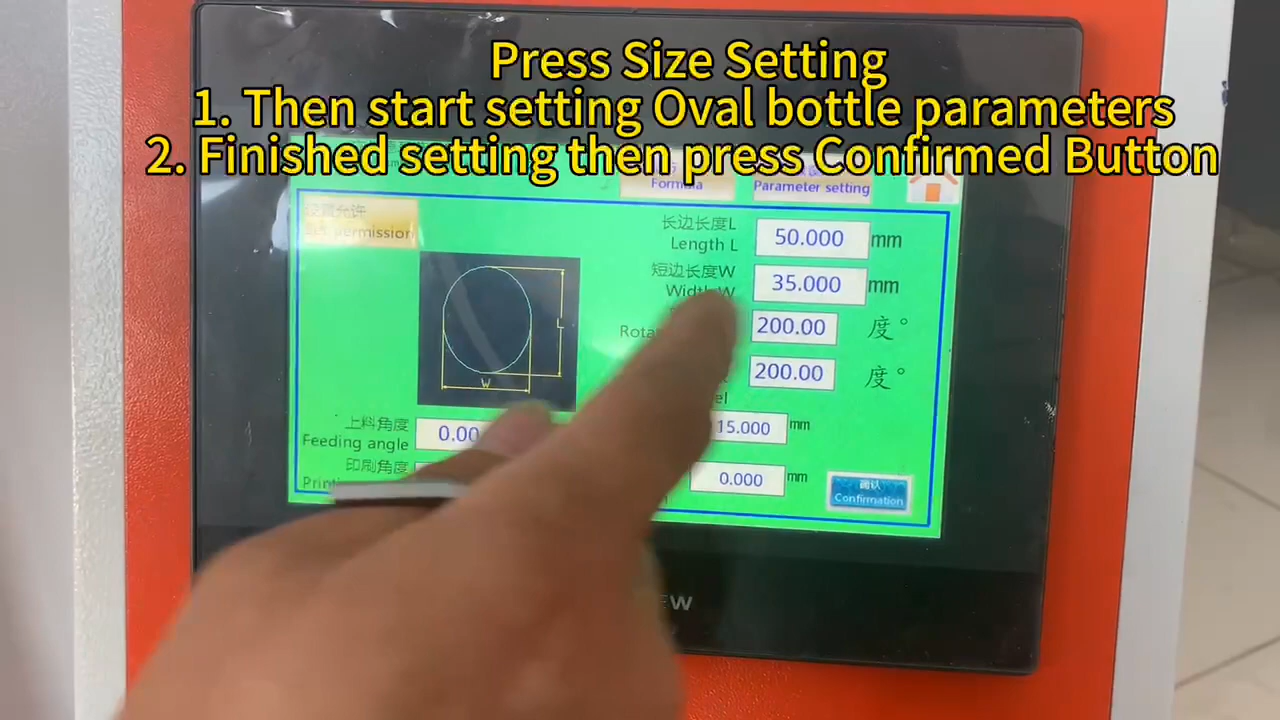 Press Size Setting
1. Then start setting Oval bottle parameters
2. Finished setting then press Confirmed Button
Formula
Parameter setting
设置允许
Set permission
长边长度L
Length L
50.000
mm
短边长度W
Width W
35.000
mm
200.00
度°
200.00
度°
L
W
上料角度
Feeding angle
0.00
15.000
mm
印刷角度
0.000
mm
确认
Confirmation